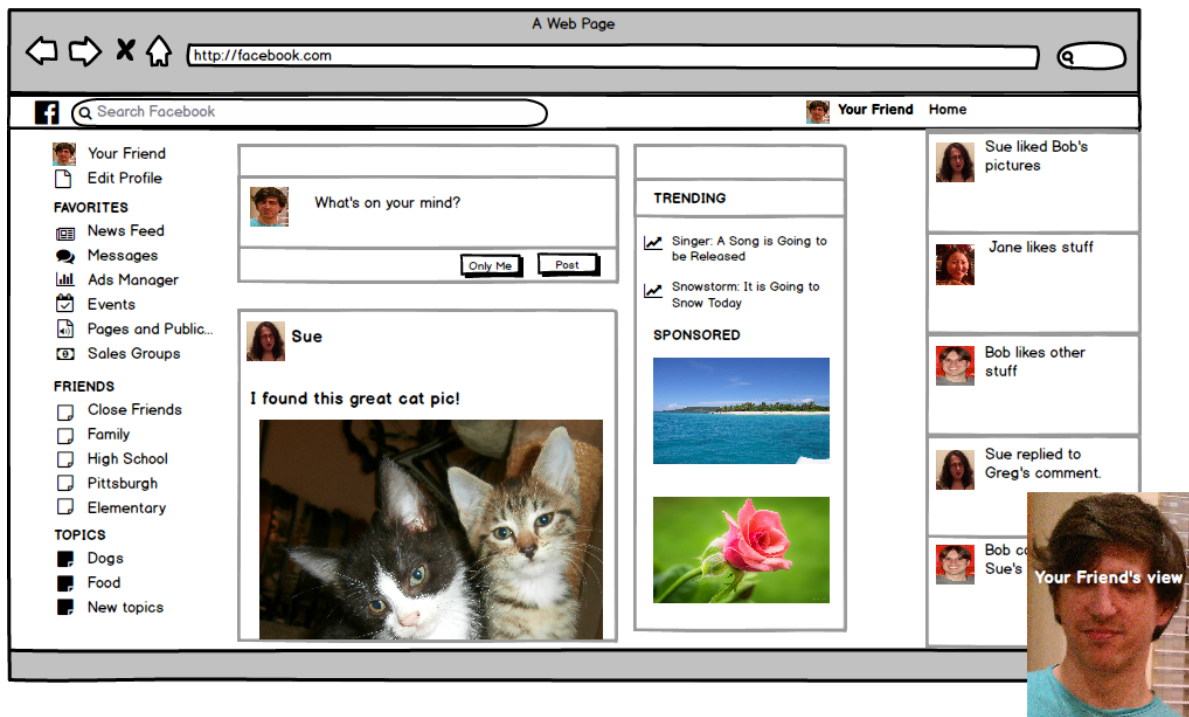 A Web Page
http://facebook.com
Search Facebook
Your Friend
Home
Your Friend
Edit Profile
FAVORITES
News Feed
Messages
Ads Manager
Events
Pages and Public...
Sales Groups
FRIENDS
Close Friends
Family
High School
Pittsburgh
Elementary
TOPICS
Dogs
Food
New topics
What's on your mind?
Only Me
Post
Sue
I found this great cat pic!
TRENDING
Singer: A Song is Going to
be Released
Snowstorm: It is Going to
Snow Today
SPONSORED
Sue liked Bob's
pictures
Jane likes stuff
Bob likes other
stuff
Sue replied to
Greg's comment.
Bob
Sue's
Your Friend's view